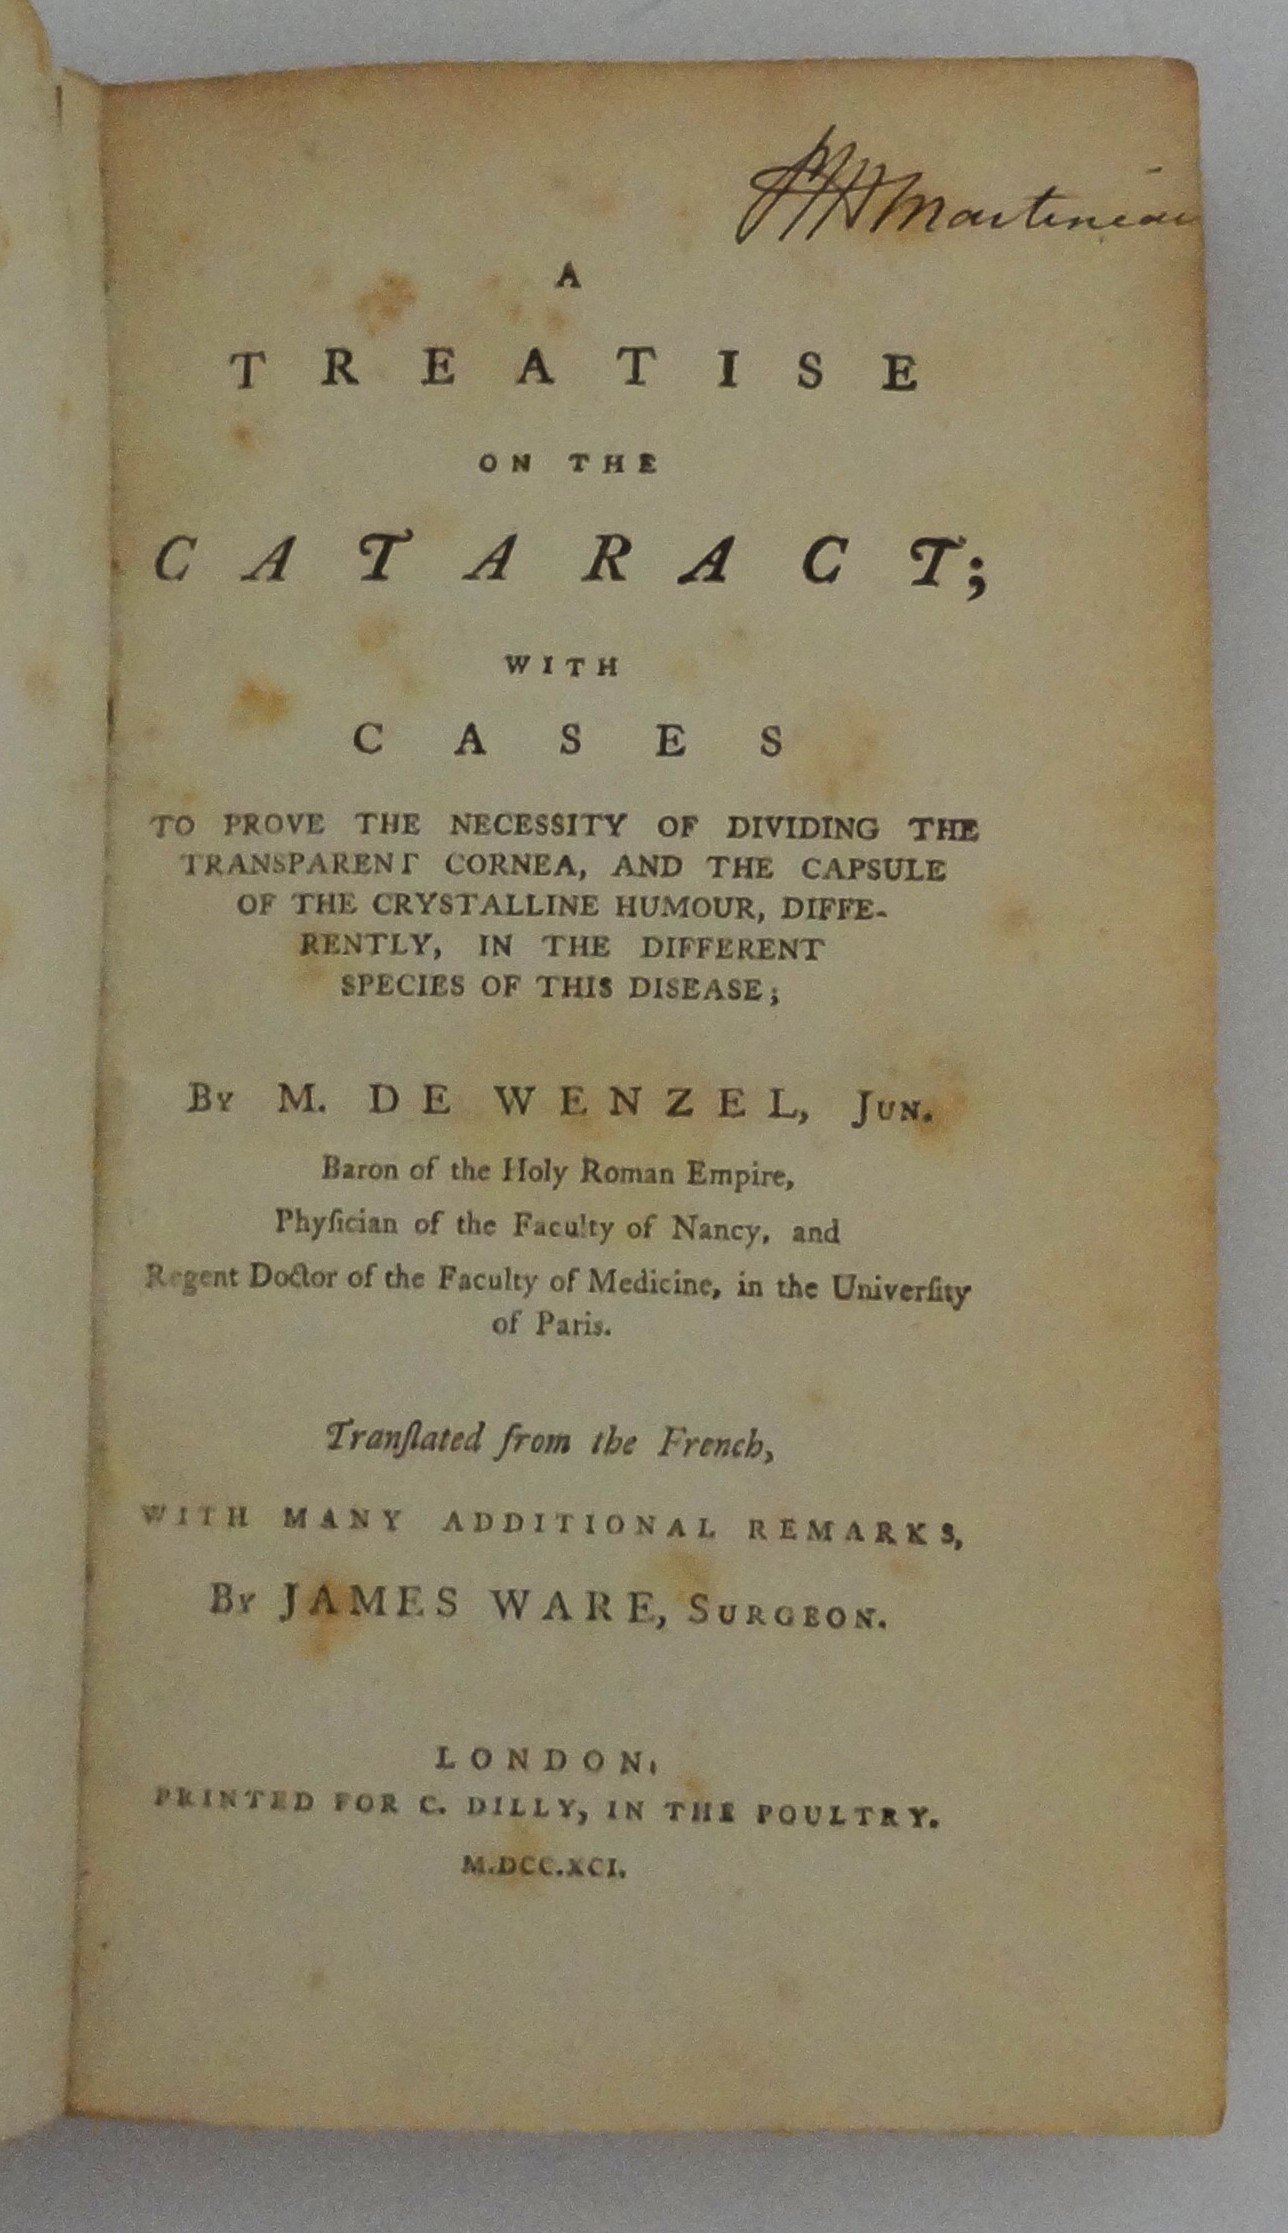 Martineau
A
TREATISE
ON THE
CATARACT;
WITH
CASES
TO PROVE THE NECESSITY OF DIVIDING THE
TRANSPARENT CORNEA, AND THE CAPSULE
OF THE CRYSTALLINE HUMOUR, DIFFE-
RENTLY, IN THE DIFFERENT
SPECIES OF THIS DISEASE;
By M. DE WENZEL, Jun.
Baron of the Holy Roman Empire,
Phyſician of the Faculty of Nancy, and
Regent Doctor of the Faculty of Medicine, in the Univerſity
of Paris.
Tranſlated from the French,
WITH MANY ADDITIONAL REMARKS,
By JAMES WARE, Surgeon.
LONDON:
PRINTED FOR C. DILLY, IN THE POULTRY.
M.DCC.XCI.